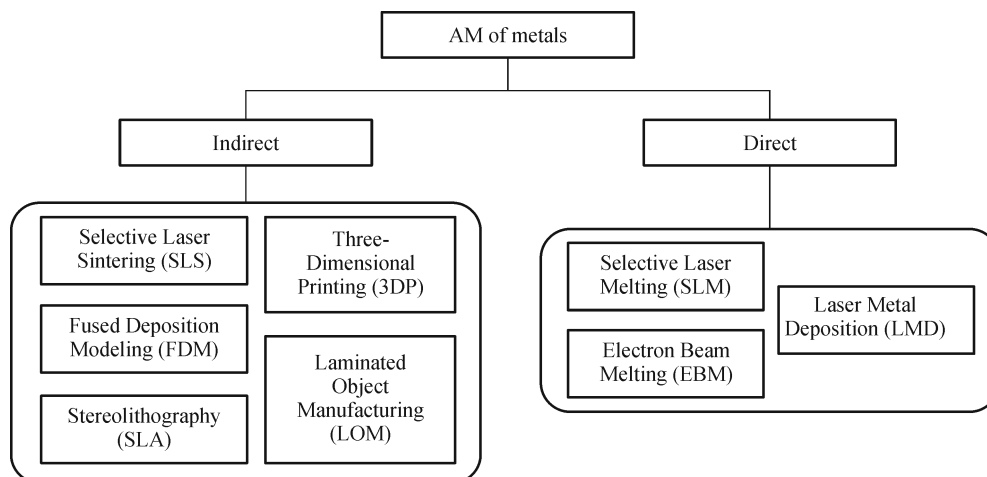 AM of metals
Indirect
Direct
Selective Laser
Sintering (SLS)
Three-
Dimensional
Printing (3DP)
Fused Deposition
Modeling (FDM)
Laminated
Object
Manufacturing
(LOM)
Stereolithography
(SLA)
Selective Laser
Melting (SLM)
Laser Metal
Deposition (LMD)
Electron Beam
Melting (EBM)